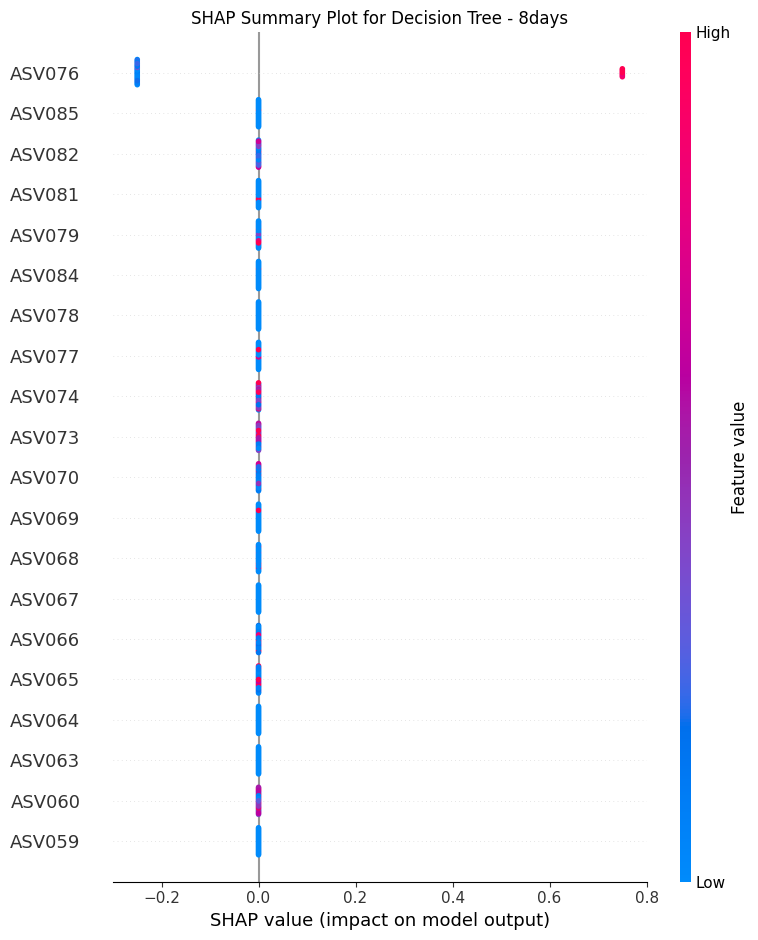 SHAP Summary Plot for Decision Tree - 8days
High
ASV076
ASV085
ASV082
ASV081
ASV079
ASV084
ASV078
ASV077
ASV074
ASV073
ASV070
ASV069
ASV068
ASV067
ASV066
ASV065
ASV064
ASV063
ASV060
ASV059
Feature value
Low
−0.2 0.0 0.2 0.4 0.6 0.8
SHAP value (impact on model output)